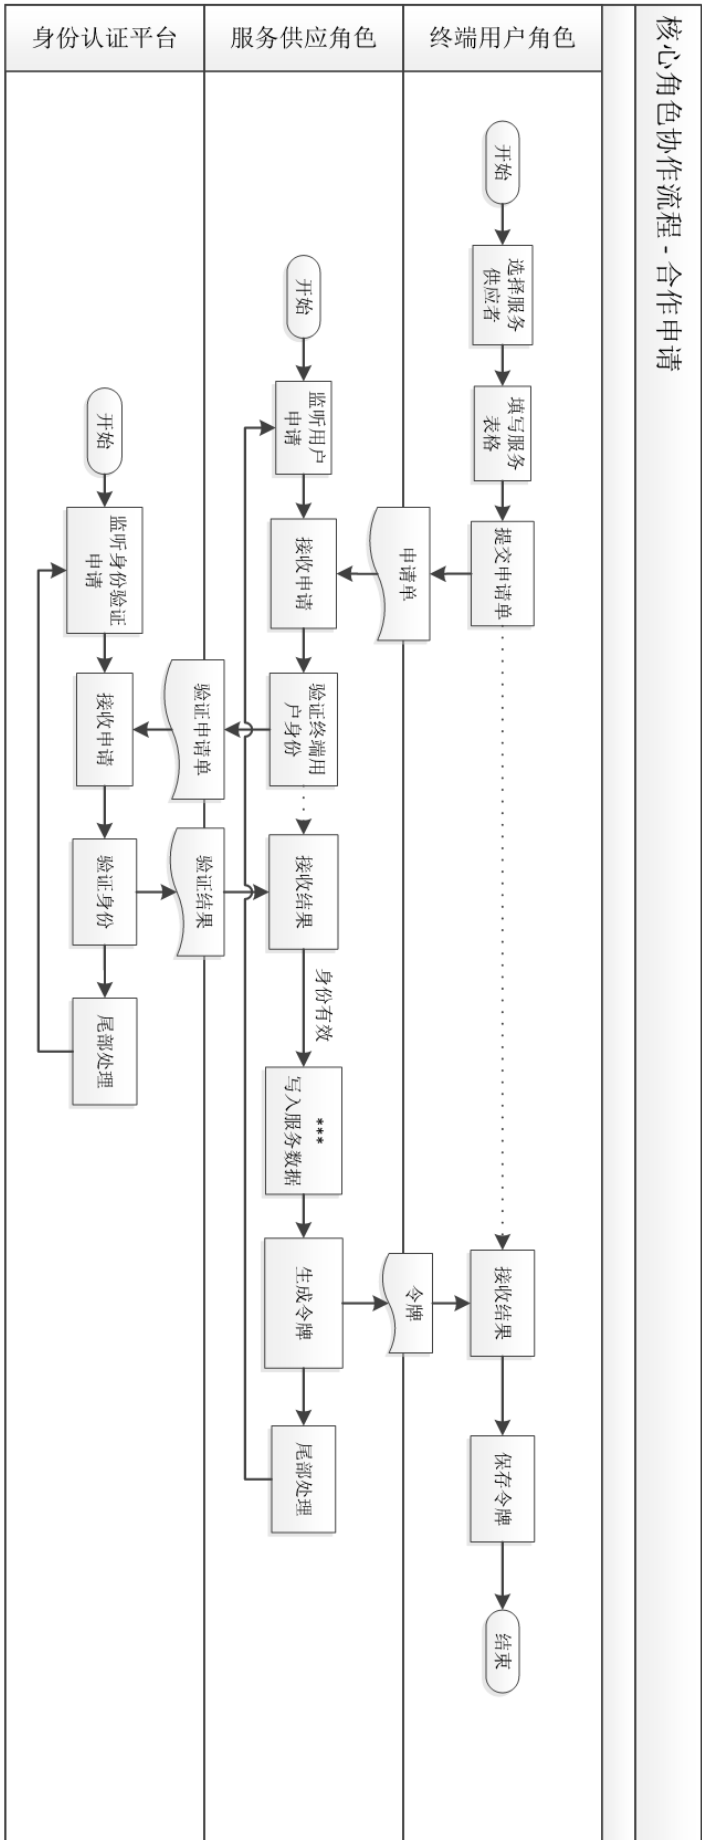 核心角色协作流程 - 合作申请
终端用户角色
开始
选择服务
供应者
填写服务
表格
提交申请单
接收结果
保存令牌
结束
申请单
令牌
服务供应角色
开始
监听用户
申请
接收申请
验证终端用
户身份
接收结果
身份有效
***
写入服务数据
生成令牌
尾部处理
验证申请单
验证结果
身份认证平台
开始
监听身份验证
申请
接收申请
验证身份
尾部处理